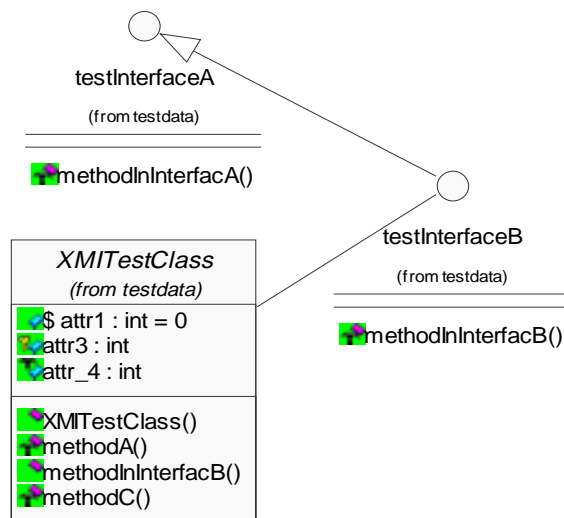 testInterfaceA
(from testdata)
methodInInterfacA()
testInterfaceB
(from testdata)
methodInInterfacB()
XMITestClass
(from testdata)
$ attr1 : int = 0
attr3 : int
attr_4 : int
XMITestClass()
methodA()
methodInInterfacB()
methodC()